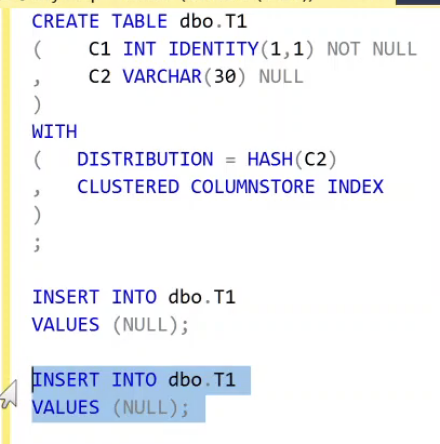 CREATE TABLE dbo.T1
(    C1 INT IDENTITY(1,1) NOT NULL
,    C2 VARCHAR(30) NULL
)
WITH
(   DISTRIBUTION = HASH(C2)
,   CLUSTERED COLUMNSTORE INDEX
)
;
INSERT INTO dbo.T1
VALUES (NULL);
INSERT INTO dbo.T1
VALUES (NULL);